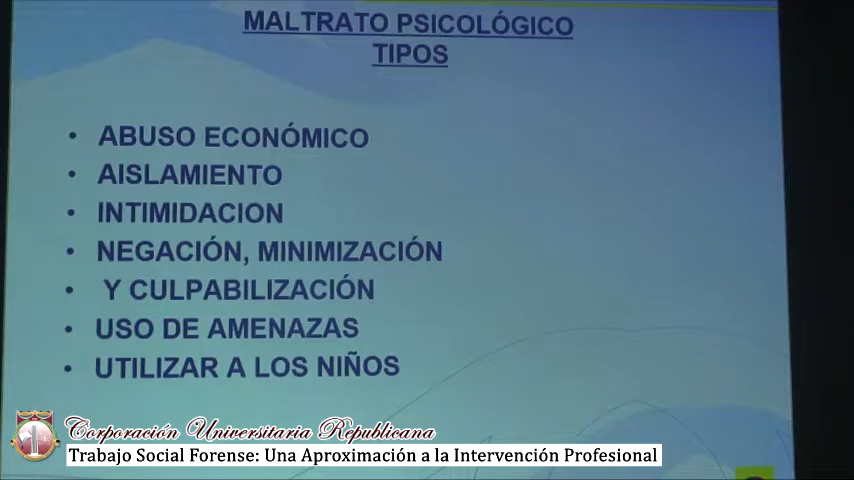 MALTRATO PSICOLÓGICO
TIPOS
• ABUSO ECONÓMICO
• AISLAMIENTO
• INTIMIDACION
• NEGACIÓN, MINIMIZACIÓN
• Y CULPABILIZACIÓN
• USO DE AMENAZAS
• UTILIZAR A LOS NIÑOS
Corporación Universitaria Republicana
Trabajo Social Forense: Una Aproximación a la Intervención Profesional